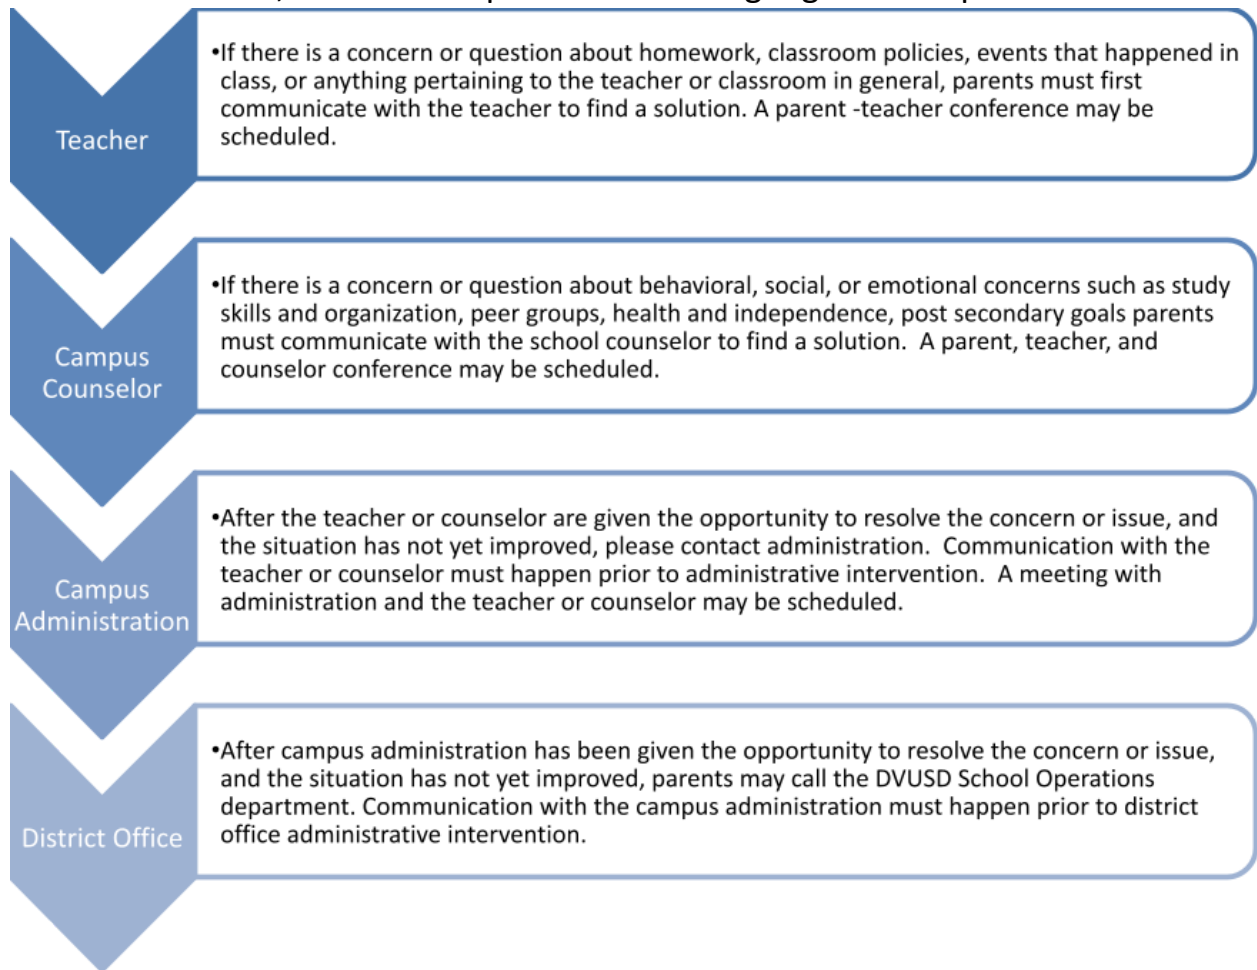 Teacher
•If there is a concern or question about homework, classroom policies, events that happened in
class, or anything pertaining to the teacher or classroom in general, parents must first
communicate with the teacher to find a solution. A parent -teacher conference may be
scheduled.
Campus
Counselor
•If there is a concern or question about behavioral, social, or emotional concerns such as study
skills and organization, peer groups, health and independence, post secondary goals parents
must communicate with the school counselor to find a solution.  A parent, teacher, and
counselor conference may be scheduled.
Campus
Administration
•After the teacher or counselor are given the opportunity to resolve the concern or issue, and
the situation has not yet improved, please contact administration.  Communication with the
teacher or counselor must happen prior to administrative intervention.  A meeting with
administration and the teacher or counselor may be scheduled.
District Office
•After campus administration has been given the opportunity to resolve the concern or issue,
and the situation has not yet improved, parents may call the DVUSD School Operations
department. Communication with the campus administration must happen prior to district
office administrative intervention.